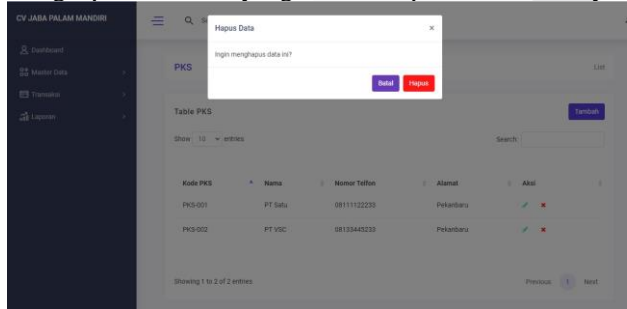 CV JABA PALAM MANDIRI
Dashboard
Master Data
Transaksi
Laporan
Hapus Data ×
Ingin menghapus data ini?
Batal Hapus
PKS List
Table PKS Tambah
Show 10 entries Search:
Kode PKS Nama Nomor Telfon Alamat Aksi
PKS-001 PT Satu Pekanbaru
PKS-002 PT VSC Pekanbaru
Showing 1 to 2 of 2 entries Previous 1 Next